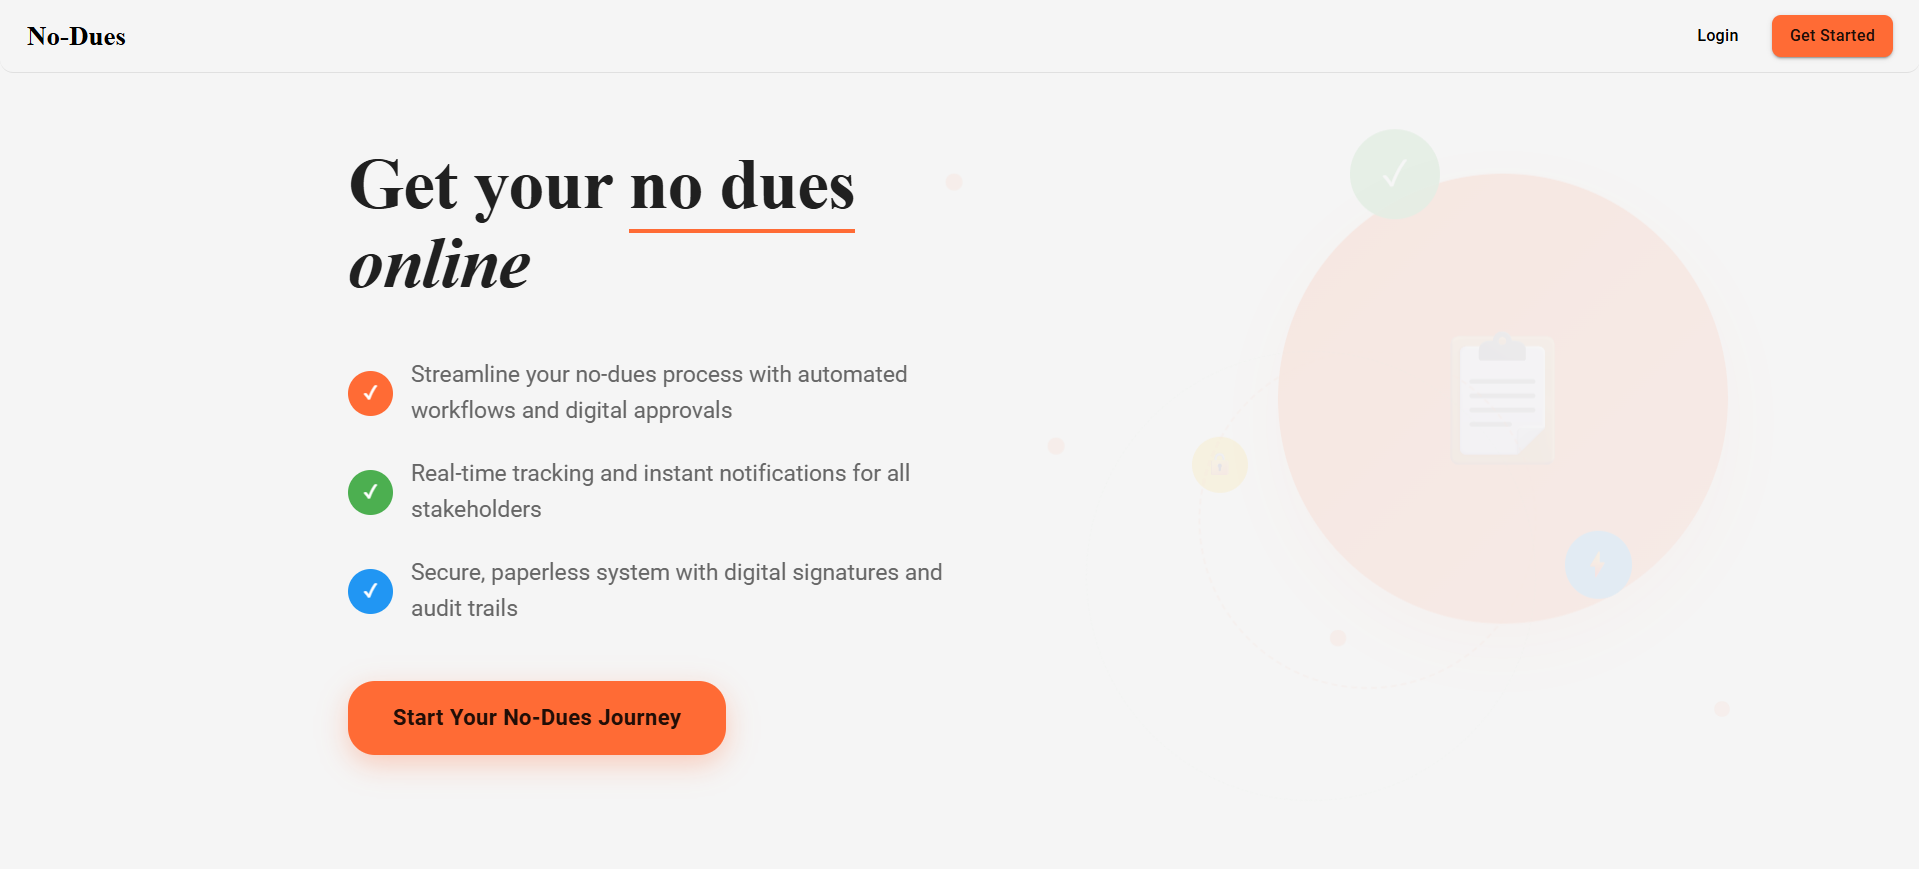 No-Dues
Login
Get Started
Get your no dues
online
Streamline your no-dues process with automated
workflows and digital approvals
Real-time tracking and instant notifications for all
stakeholders
Secure, paperless system with digital signatures and
audit trails
Start Your No-Dues Journey